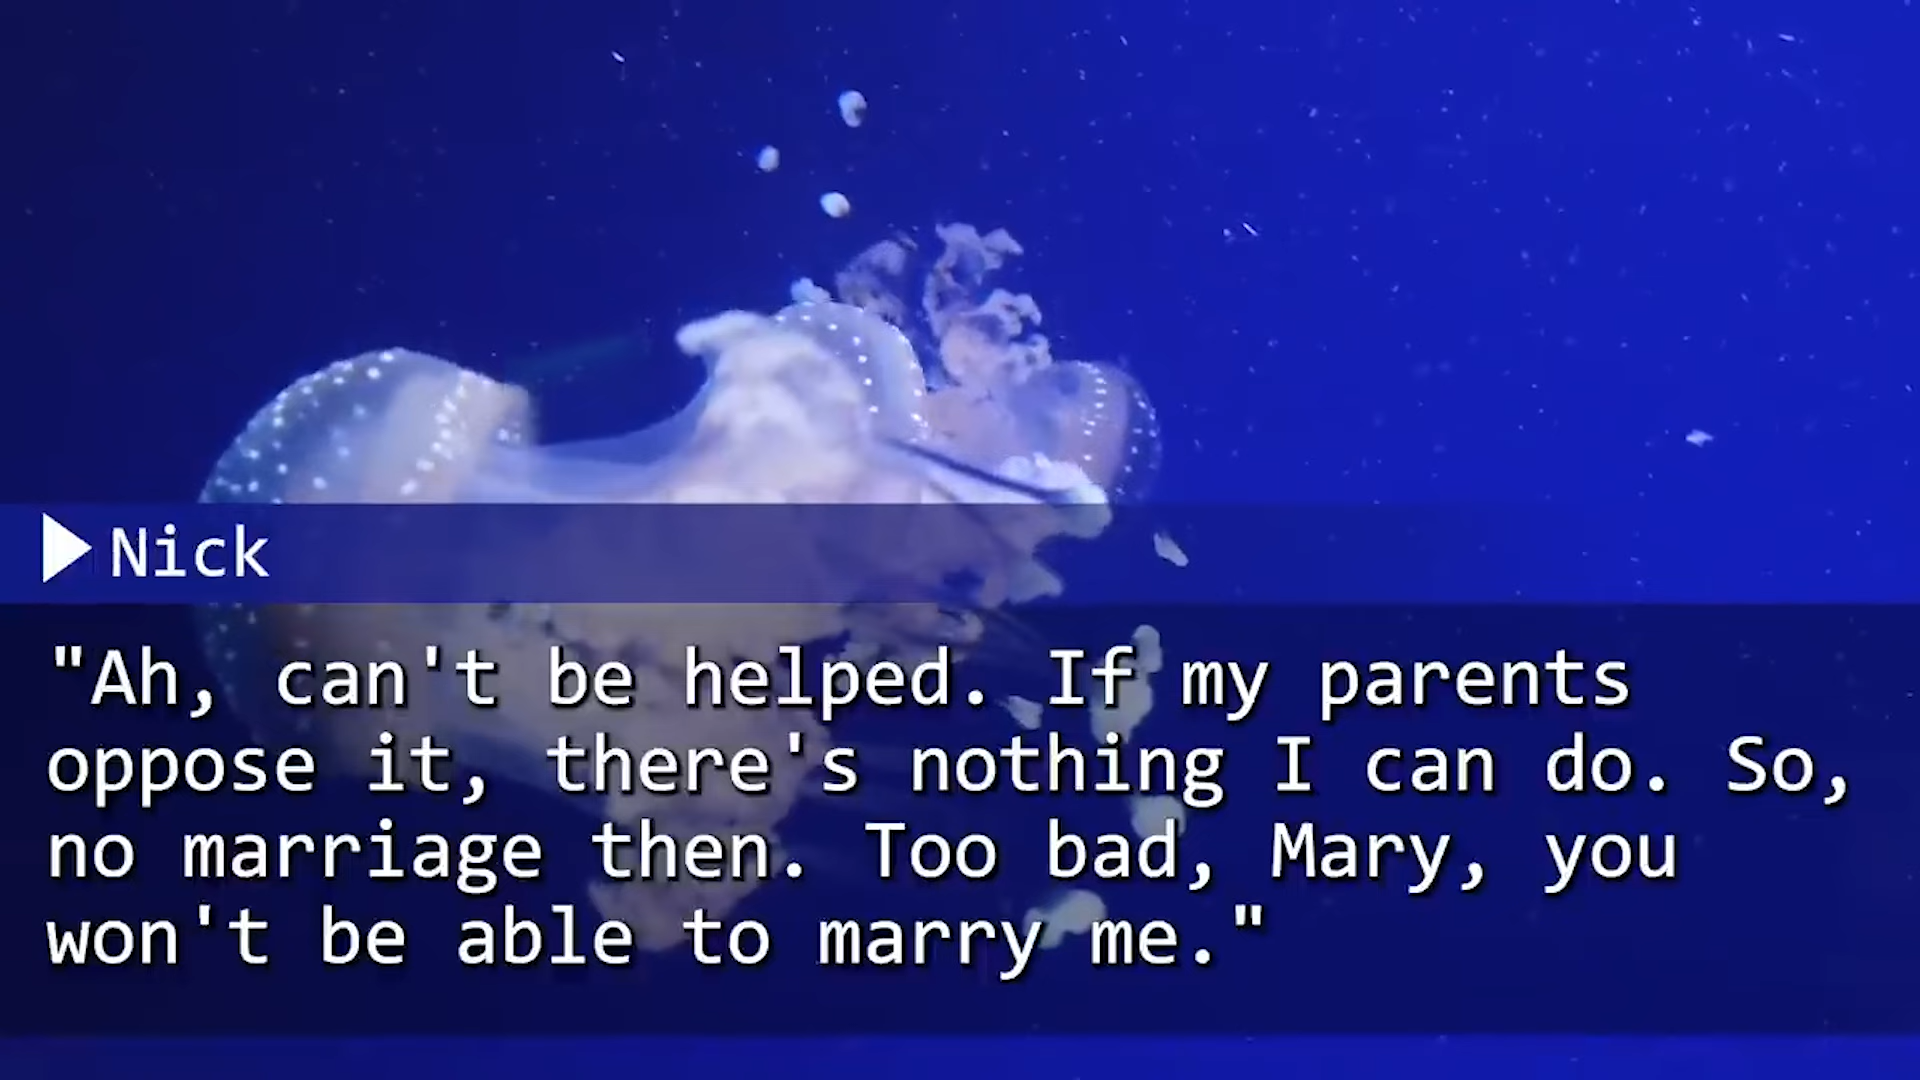 Nick
"Ah, can't be helped. If my parents
oppose it, there's nothing I can do. So,
no marriage then. Too bad, Mary, you
won't be able to marry me."